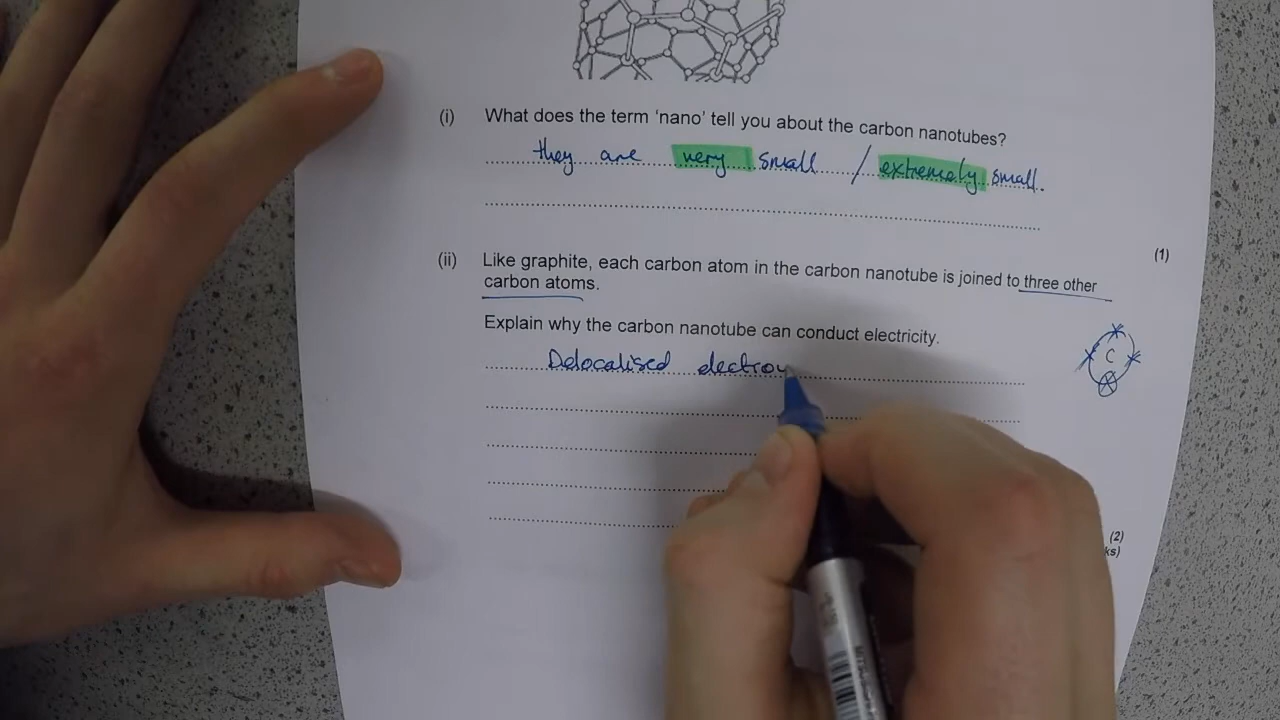 (i) What does the term 'nano' tell you about the carbon nanotubes?
they are very small / extremely small.
(1)
(ii) Like graphite, each carbon atom in the carbon nanotube is joined to three other
carbon atoms.
Explain why the carbon nanotube can conduct electricity.
C
Delocalised electron
(2)
ks)